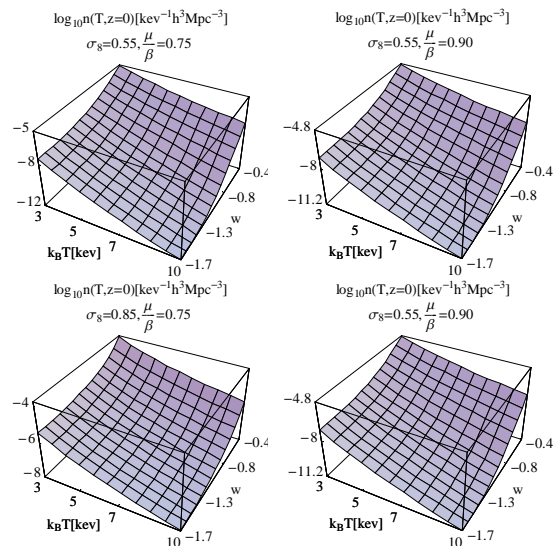 log₁₀n(T,z=0)[kev⁻¹h³Mpc⁻³]
σ₈=0.55, μ/β=0.75
−5
−8
−12
3
5
7
10
k_BT[kev]
−0.4
−0.8
−1.3
−1.7
w
log₁₀n(T,z=0)[kev⁻¹h³Mpc⁻³]
σ₈=0.55, μ/β=0.90
−4.8
−8
−11.2
3
5
7
10
k_BT[kev]
−0.4
−0.8
−1.3
−1.7
w
log₁₀n(T,z=0)[kev⁻¹h³Mpc⁻³]
σ₈=0.85, μ/β=0.75
−4
−6
−8
3
5
7
10
k_BT[kev]
−0.4
−0.8
−1.3
−1.7
w
log₁₀n(T,z=0)[kev⁻¹h³Mpc⁻³]
σ₈=0.55, μ/β=0.90
−4.8
−8
−11.2
3
5
7
10
k_BT[kev]
−0.4
−0.8
−1.3
−1.7
w